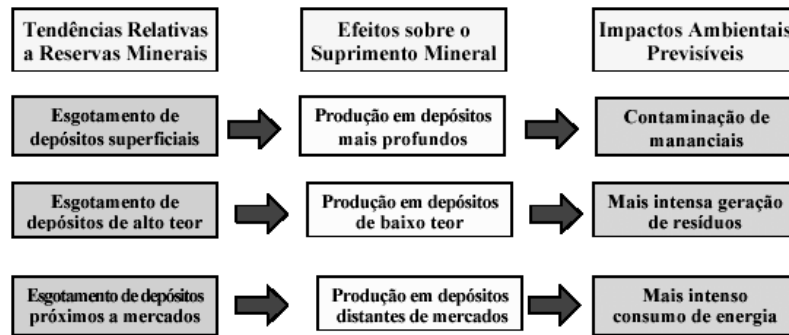 Tendências Relativas
a Reservas Minerais
Efeitos sobre o
Suprimento Mineral
Impactos Ambientais
Previsíveis
Esgotamento de
depósitos superficiais
Produção em depósitos
mais profundos
Contaminação de
mananciais
Esgotamento de
depósitos de alto teor
Produção em depósitos
de baixo teor
Mais intensa geração
de resíduos
Esgotamento de depósitos
próximos a mercados
Produção em depósitos
distantes de mercados
Mais intenso
consumo de energia